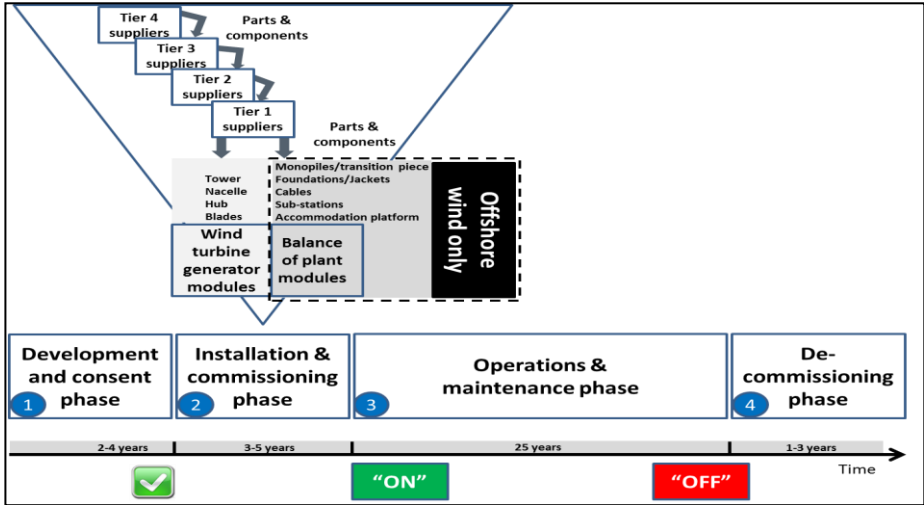 Tier 4
suppliers
Parts &
components
Tier 3
suppliers
Tier 2
suppliers
Tier 1
suppliers
Parts &
components
Tower
Nacelle
Hub
Blades
Monopiles/transition piece
Foundations/Jackets
Cables
Sub-stations
Accommodation platform
Offshore
wind only
Wind
turbine
generator
modules
Balance
of plant
modules
Development
and consent
phase
1
Installation &
commissioning
phase
2
Operations &
maintenance phase
3
De-
commissioning
phase
4
2-4 years
3-5 years
25 years
1-3 years
Time
“ON”
“OFF”